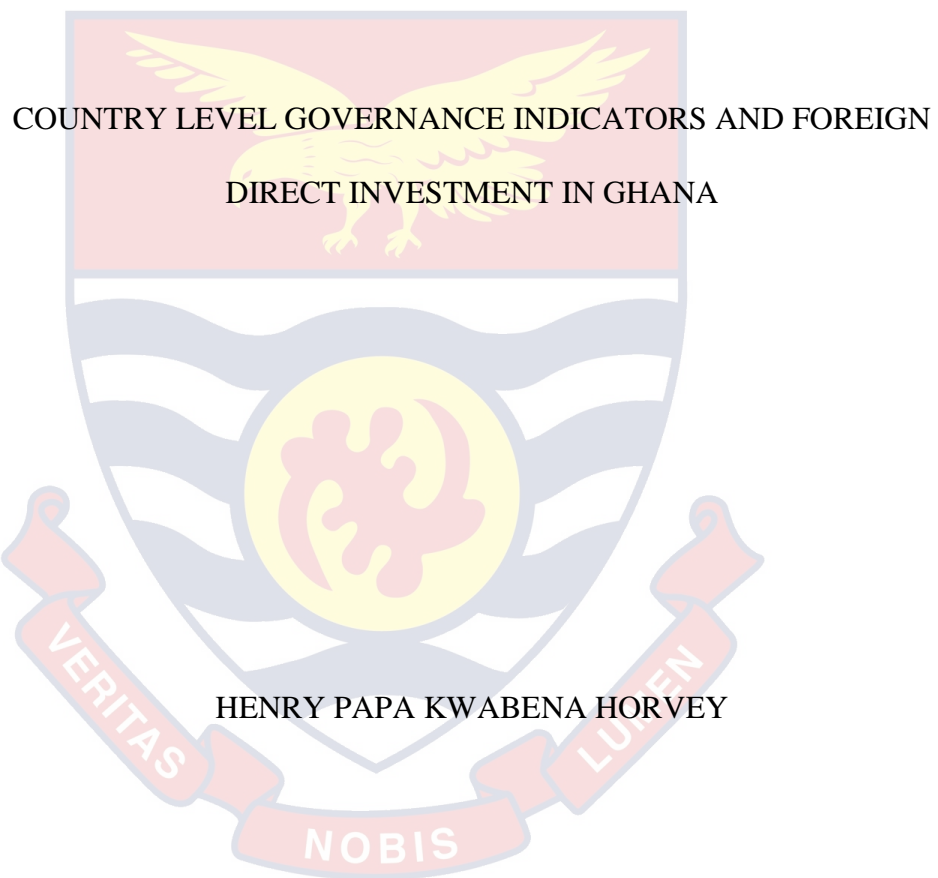 COUNTRY LEVEL GOVERNANCE INDICATORS AND FOREIGN
DIRECT INVESTMENT IN GHANA
HENRY PAPA KWABENA HORVEY
VERITAS
NOBIS
LUMEN